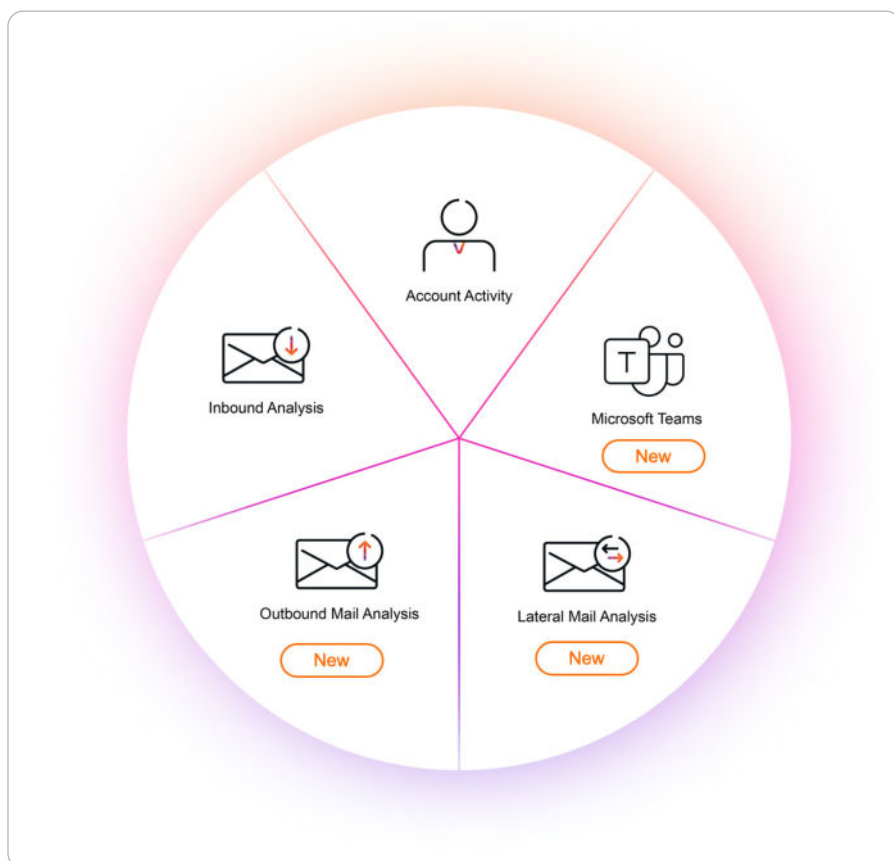 Account Activity
Inbound Analysis
T
Microsoft Teams
New
Outbound Mail Analysis
New
Lateral Mail Analysis
New